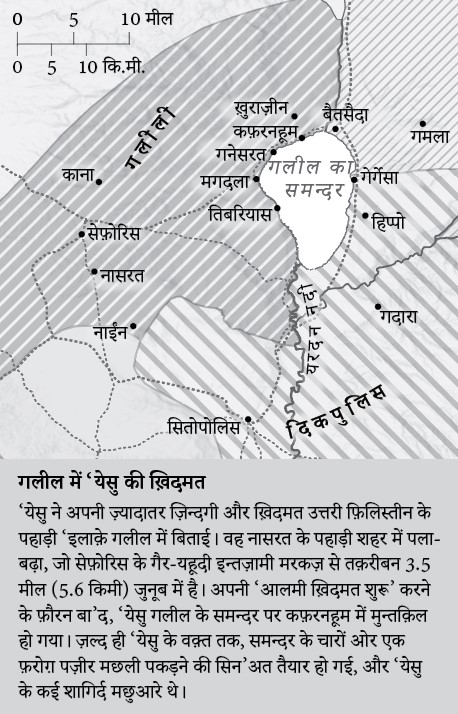 0 5 10 मील
0 5 10 कि.मी.
गलीली
ख़ुराज़ीन
बैतसैदा
कफ़रनहूम
गमला
गनेसरत
गलील का
समन्दर
काना
मगदला
गेर्गेसा
तिबरियास
हिप्पो
सेफ़ोरिस
नासरत
यरदन नदी
गदारा
नाईंन
दिकपुलिस
सितोपोलिस
गलील में ‘येसु की ख़िदमत
‘येसु ने अपनी ज़्यादातर ज़िन्दगी और ख़िदमत उत्तरी फ़िलिस्तीन के
पहाड़ी ‘इलाक़े गलील में बिताई। वह नासरत के पहाड़ी शहर में पला-
बढ़ा, जो सेफ़ोरिस के गैर-यहूदी इन्तज़ामी मरकज़ से तक़रीबन 3.5
मील (5.6 किमी) जुनूब में है। अपनी ‘आलमी ख़िदमत शुरू’ करने
के फ़ौरन बा’द, ‘येसु गलील के समन्दर पर कफ़रनहूम में मुन्तक़िल
हो गया। ज़ल्द ही ‘येसु के वक़्त तक, समन्दर के चारों ओर एक
फ़रोग़ पज़ीर मछली पकड़ने की सिन‘अत तैयार हो गई, और ‘येसु
के कई शागिर्द मछुआरे थे।